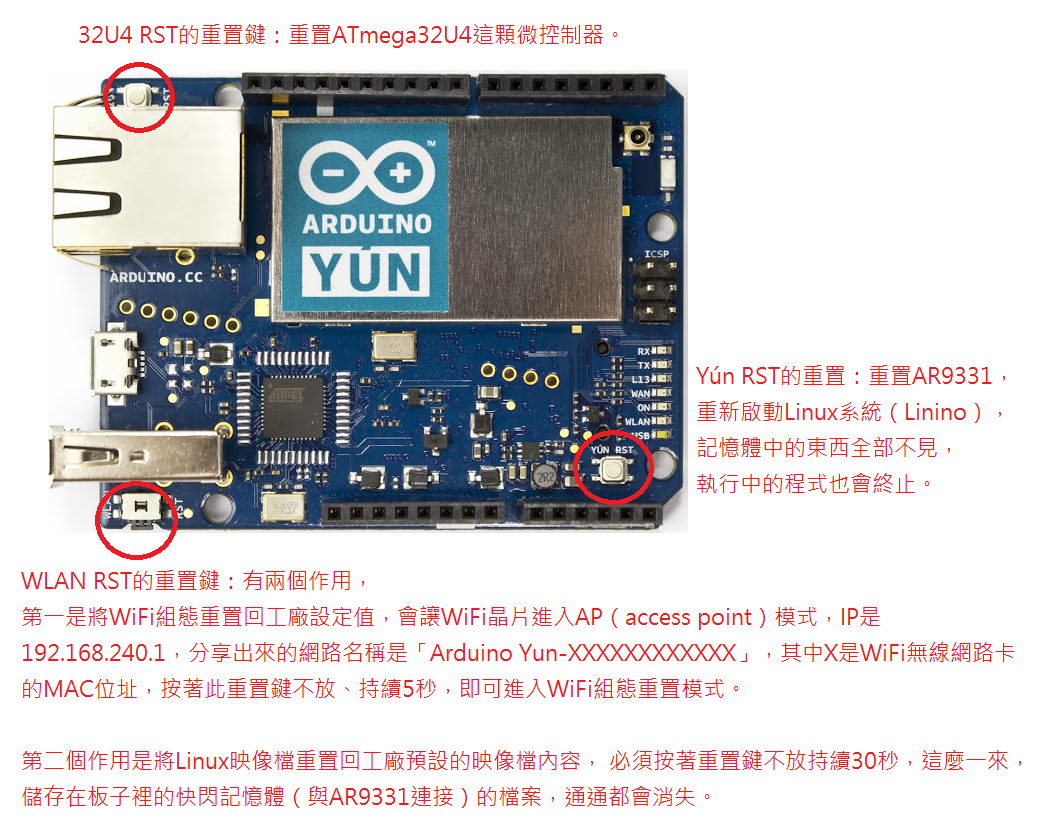 32U4 RST的重置鍵：重置ATmega32U4這顆微控制器。
RST
™
ARDUINO
YÚN
ARDUINO.CC
ICSP
ATMEL
RX
TX
L13
WAN
ON
WLAN
USB
YÚN RST
2R2
WLAN RST
Yún RST的重置：重置AR9331，
重新啟動Linux系統（Linino），
記憶體中的東西全部不見，
執行中的程式也會終止。
WLAN RST的重置鍵：有兩個作用，
第一是將WiFi組態重置回工廠設定值，會讓WiFi晶片進入AP（access point）模式，IP是
192.168.240.1，分享出來的網路名稱是「Arduino Yun-XXXXXXXXXXXX」，其中X是WiFi無線網路卡
的MAC位址，按著此重置鍵不放、持續5秒，即可進入WiFi組態重置模式。
第二個作用是將Linux映像檔重置回工廠預設的映像檔內容， 必須按著重置鍵不放持續30秒，這麼一來，
儲存在板子裡的快閃記憶體（與AR9331連接）的檔案，通通都會消失。